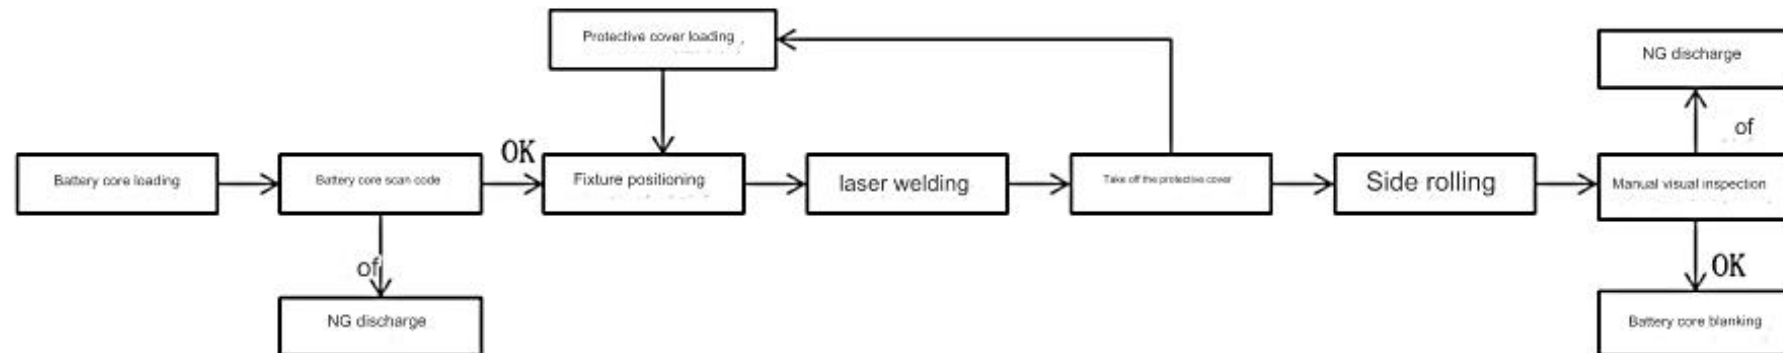 Protective cover loading
NG discharge
of
OK
Battery core loading
Battery core scan code
Fixture positioning
laser welding
Take off the protective cover
Side rolling
Manual visual inspection
of
OK
NG discharge
Battery core blanking